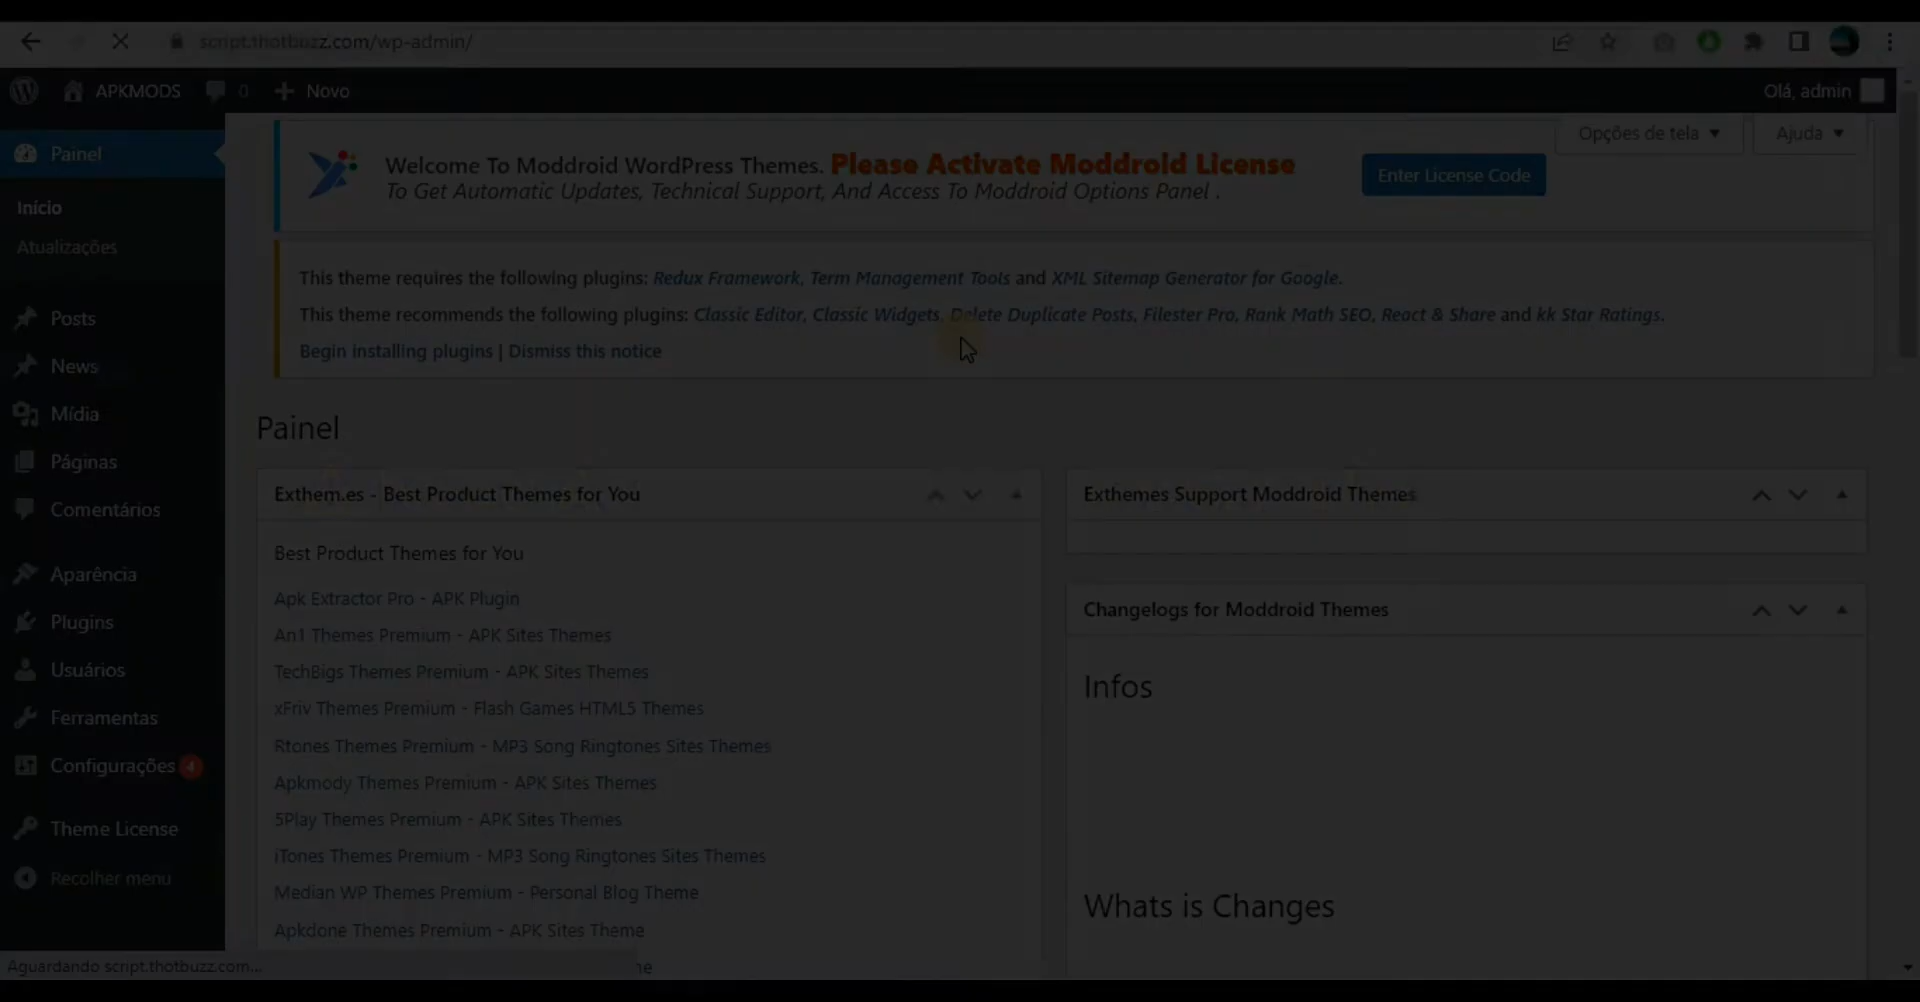 script.thotbuzz.com/wp-admin/
APKMODS 0 Novo Olá, admin
Opções de tela Ajuda
Painel
Início
Atualizações
Posts
News
Mídia
Páginas
Comentários
Aparência
Plugins
Usuários
Ferramentas
Configurações 4
Theme License
Recolher menu
Welcome To Moddroid WordPress Themes. Please Activate Moddroid License
To Get Automatic Updates, Technical Support, And Access To Moddroid Options Panel .
Enter License Code
This theme requires the following plugins: Redux Framework, Term Management Tools and XML Sitemap Generator for Google.
This theme recommends the following plugins: Classic Editor, Classic Widgets, Delete Duplicate Posts, Filester Pro, Rank Math SEO, React & Share and kk Star Ratings.
Begin installing plugins | Dismiss this notice
Painel
Exthem.es - Best Product Themes for You
Best Product Themes for You
Apk Extractor Pro - APK Plugin
An1 Themes Premium - APK Sites Themes
TechBigs Themes Premium - APK Sites Themes
xFriv Themes Premium - Flash Games HTML5 Themes
Rtones Themes Premium - MP3 Song Ringtones Sites Themes
Apkmody Themes Premium - APK Sites Themes
5Play Themes Premium - APK Sites Themes
iTones Themes Premium - MP3 Song Ringtones Sites Themes
Median WP Themes Premium - Personal Blog Theme
Apkdone Themes Premium - APK Sites Theme
Exthemes Support Moddroid Themes
Changelogs for Moddroid Themes
Infos
Whats is Changes
Aguardando script.thotbuzz.com...